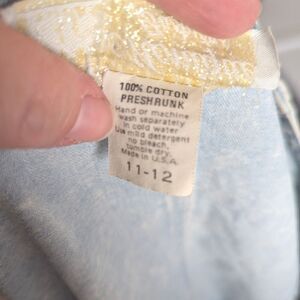 100% COTTON
PRESHRUNK
Hand or machine
wash separately
in cold water
Use mild detergent
no bleach,
tumble dry.
Made in U.S.A.
11-12